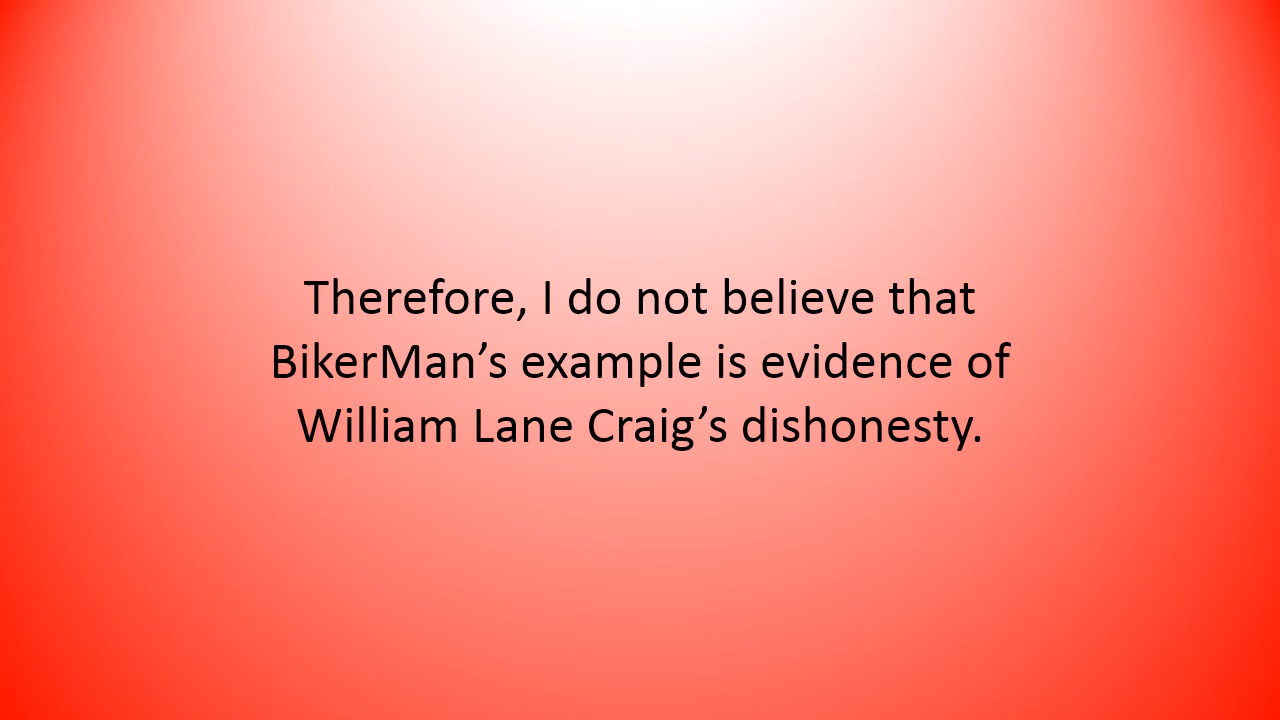 Therefore, I do not believe that
BikerMan’s example is evidence of
William Lane Craig’s dishonesty.